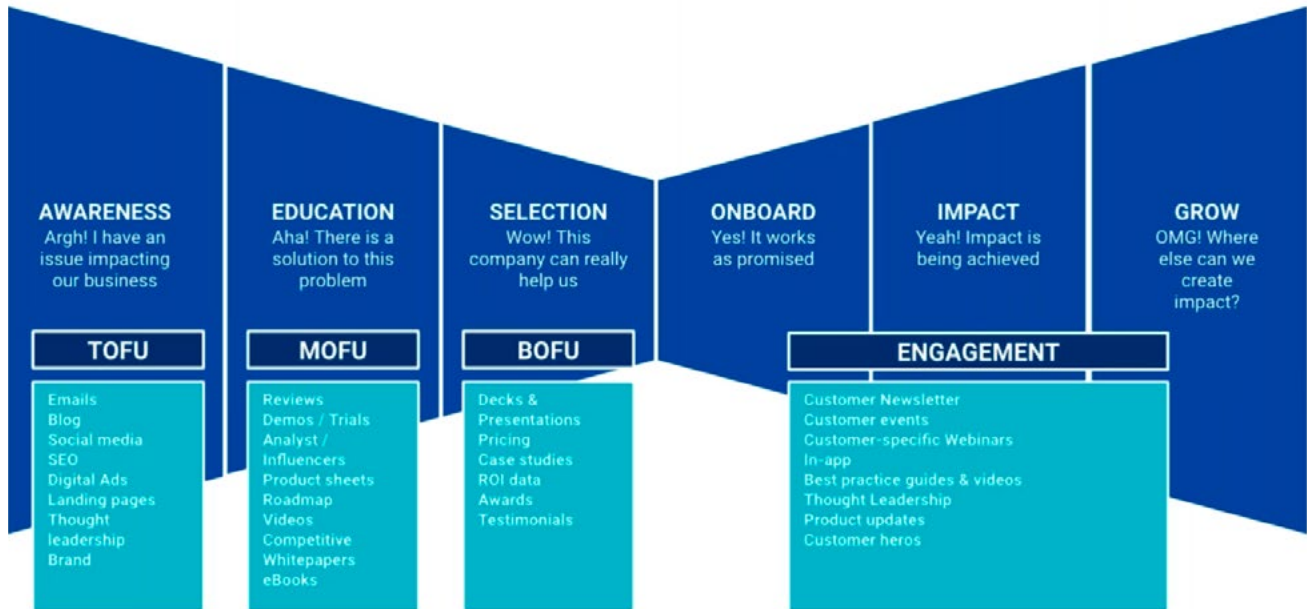 AWARENESS
Argh! I have an
issue impacting
our business
EDUCATION
Aha! There is a
solution to this
problem
SELECTION
Wow! This
company can really
help us
ONBOARD
Yes! It works
as promised
IMPACT
Yeah! Impact is
being achieved
GROW
OMG! Where
else can we
create
impact?
TOFU
Emails
Blog
Social media
SEO
Digital Ads
Landing pages
Thought
leadership
Brand
MOFU
Reviews
Demos / Trials
Analyst /
Influencers
Product sheets
Roadmap
Videos
Competitive
Whitepapers
eBooks
BOFU
Decks &
Presentations
Pricing
Case studies
ROI data
Awards
Testimonials
ENGAGEMENT
Customer Newsletter
Customer events
Customer-specific Webinars
In-app
Best practice guides & videos
Thought Leadership
Product updates
Customer heros